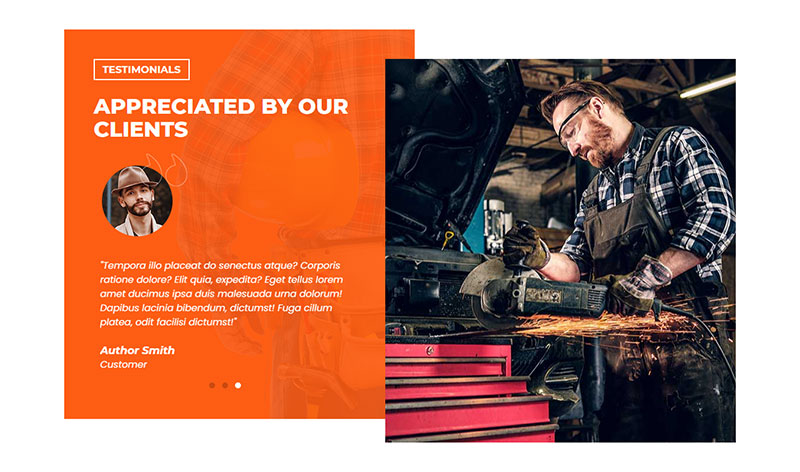 TESTIMONIALS
APPRECIATED BY OUR
CLIENTS
"Tempora illo placeat do senectus atque? Corporis
ratione dolore? Elit quia, expedita? Eget tellus lorem
amet ducimus ipsa duis malesuada urna dolorum!
Dapibus lacinia bibendum, dictumst! Fuga cillum
platea, odit facilisi dictumst!"
Author Smith
Customer